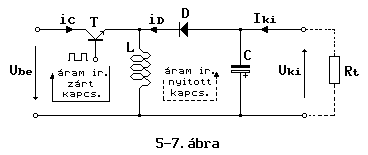 iC
T
iD
D
Iki
L
C
Ube
Uki
Rt
áram ir.
zárt
kapcs.
áram ir.
nyitott
kapcs.
+
5-7. ábra